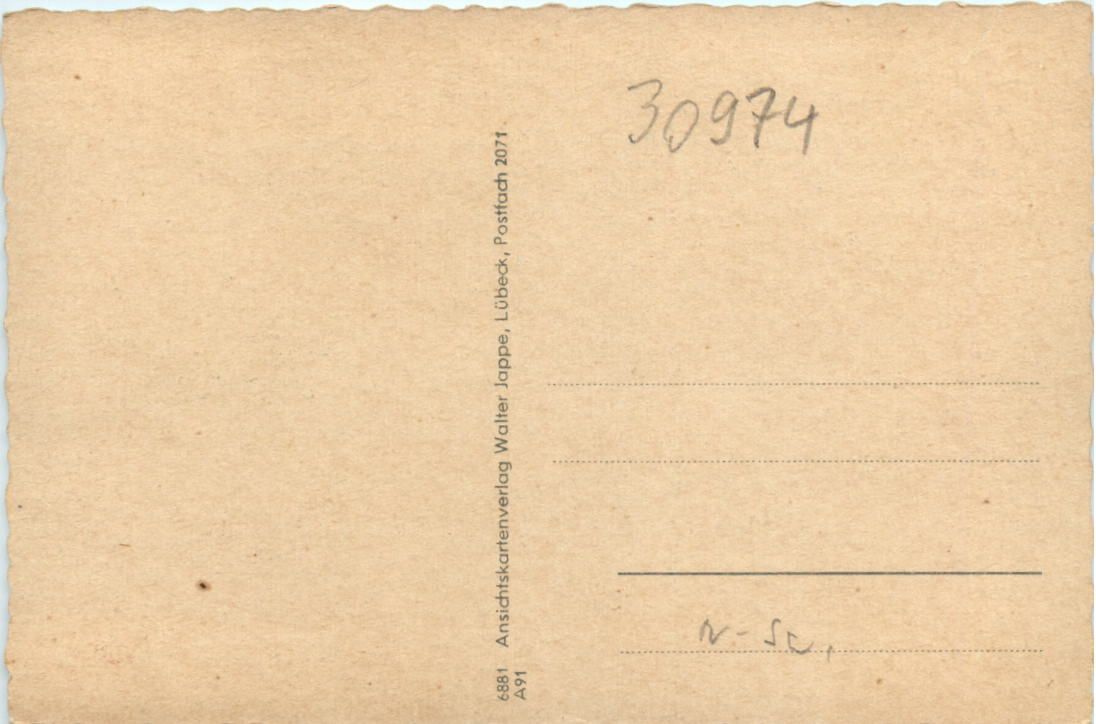 30974
6881 Ansichtskartenverlag Walter Jappe, Lübeck, Postfach 2071
A91